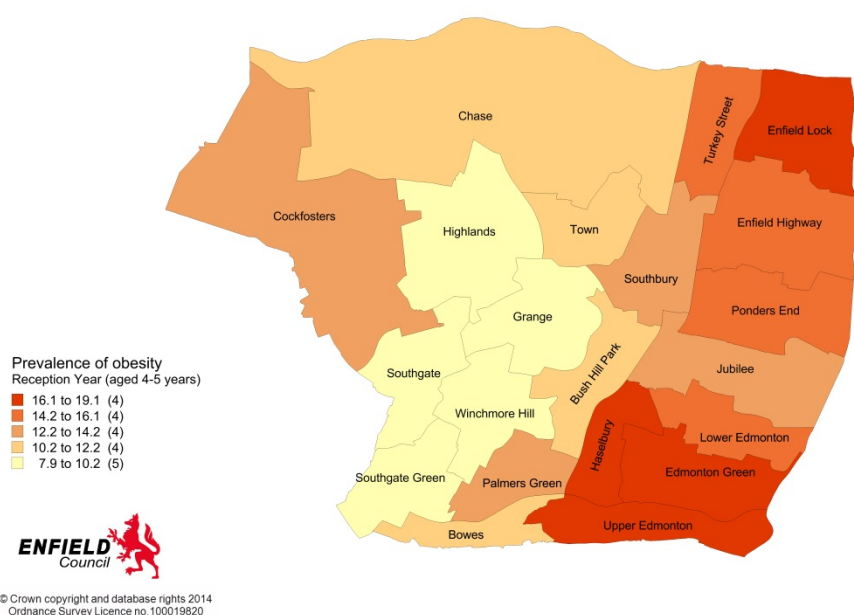 Chase
Turkey Street
Enfield Lock
Cockfosters
Highlands
Town
Enfield Highway
Southbury
Grange
Ponders End
Bush Hill Park
Jubilee
Southgate
Winchmore Hill
Haselbury
Lower Edmonton
Southgate Green
Palmers Green
Edmonton Green
Bowes
Upper Edmonton
Prevalence of obesity
Reception Year (aged 4-5 years)
16.1 to 19.1 (4)
14.2 to 16.1 (4)
12.2 to 14.2 (4)
10.2 to 12.2 (4)
7.9 to 10.2 (5)
ENFIELD
Council
© Crown copyright and database rights 2014
Ordnance Survey Licence no.100019820